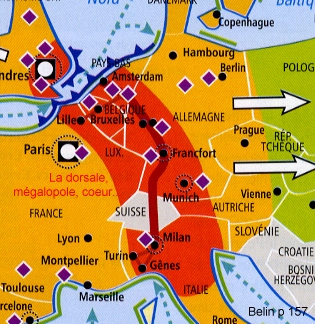 Nord
DANEMARK
Baltiq
Copenhague
Hambourg
ndres
PAYS-BAS
Amsterdam
Berlin
POLOG
BELGIQUE
Lille
Bruxelles
ALLEMAGNE
Prague
RÉP.
TCHÈQUE
Paris
LUX.
Francfort
La dorsale,
mégalopole, coeur...
Munich
Vienne
FRANCE
SUISSE
AUTRICHE
SLOVÉNIE
Lyon
Milan
CROATIE
Montpellier
Turin
BOSNI
HERZÉGOV
Toulouse
Gênes
Marseille
ITALIE
rcelone
Rome
Belin p 157